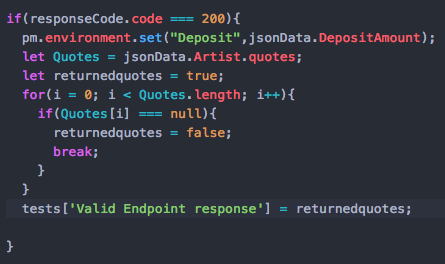 if(responseCode.code === 200){
  pm.environment.set("Deposit",jsonData.DepositAmount);
  let Quotes = jsonData.Artist.quotes;
  let returnedquotes = true;
  for(i = 0; i < Quotes.length; i++){
    if(Quotes[i] === null){
      returnedquotes = false;
      break;
    }
  }
  tests['Valid Endpoint response'] = returnedquotes;
}